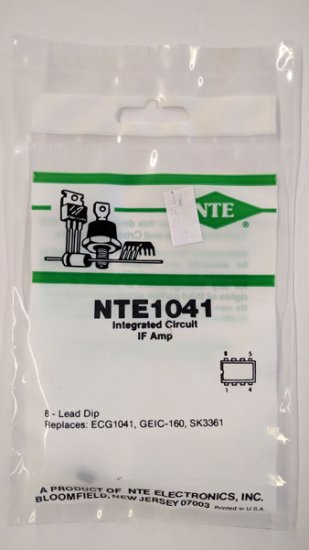 NTE
®
NTE1041
Integrated Circuit
IF Amp
8 5
1 4
8 - Lead Dip
Replaces: ECG1041, GEIC-160, SK3361
A PRODUCT OF NTE ELECTRONICS, INC.
BLOOMFIELD, NEW JERSEY 07003 Printed in U.S.A.